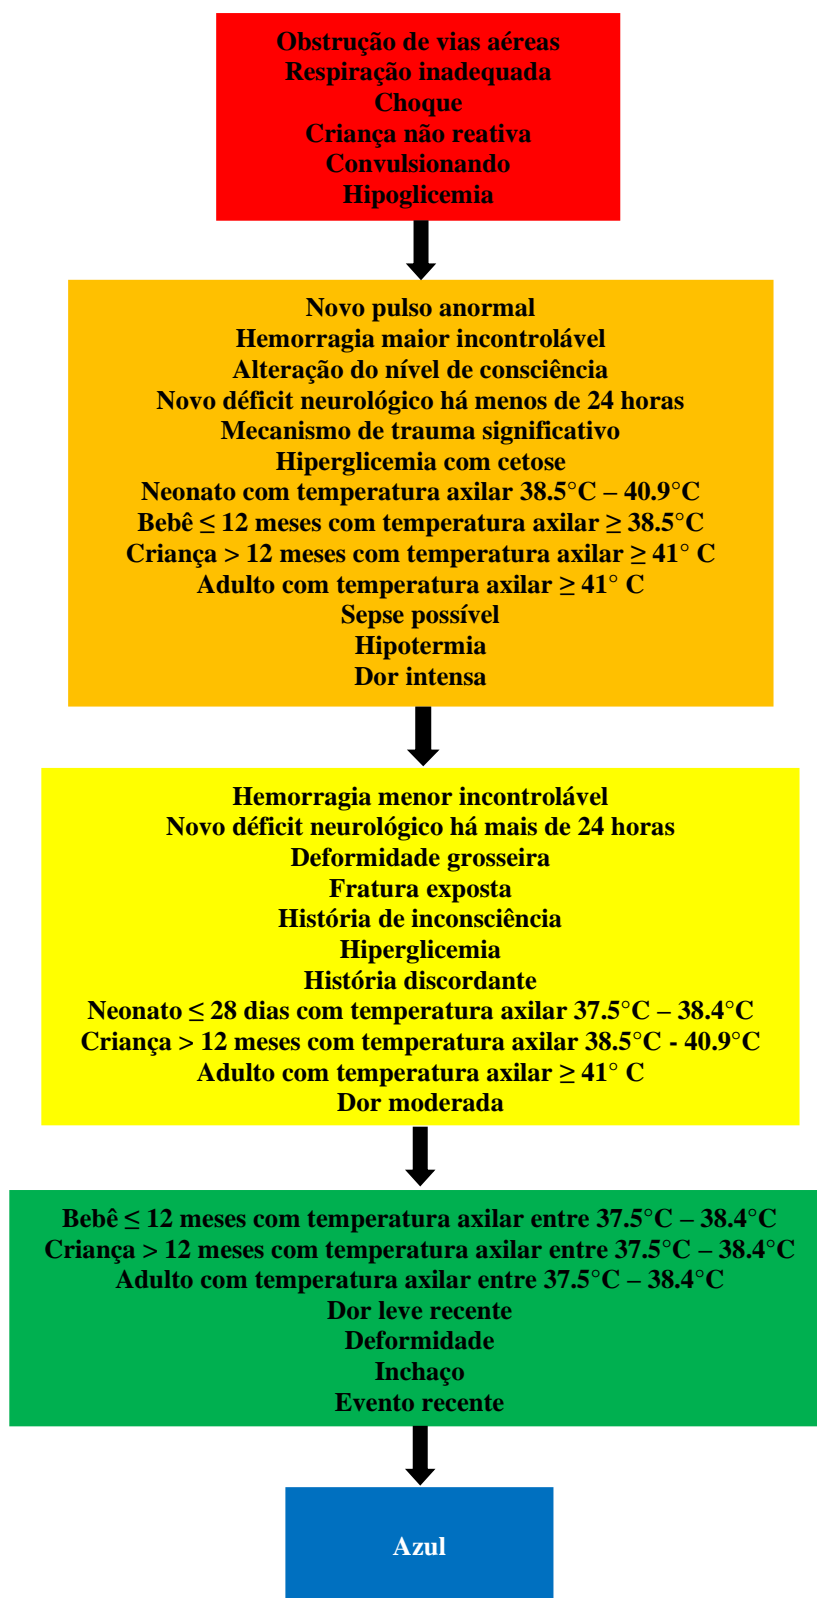 Obstrução de vias aéreas
Respiração inadequada
Choque
Criança não reativa
Convulsionando
Hipoglicemia
Novo pulso anormal
Hemorragia maior incontrolável
Alteração do nível de consciência
Novo déficit neurológico há menos de 24 horas
Mecanismo de trauma significativo
Hiperglicemia com cetose
Neonato com temperatura axilar 38.5°C – 40.9°C
Bebê ≤ 12 meses com temperatura axilar ≥ 38.5°C
Criança > 12 meses com temperatura axilar ≥ 41° C
Adulto com temperatura axilar ≥ 41° C
Sepse possível
Hipotermia
Dor intensa
Hemorragia menor incontrolável
Novo déficit neurológico há mais de 24 horas
Deformidade grosseira
Fratura exposta
História de inconsciência
Hiperglicemia
História discordante
Neonato ≤ 28 dias com temperatura axilar 37.5°C – 38.4°C
Criança > 12 meses com temperatura axilar 38.5°C - 40.9°C
Adulto com temperatura axilar ≥ 41° C
Dor moderada
Bebê ≤ 12 meses com temperatura axilar entre 37.5°C – 38.4°C
Criança > 12 meses com temperatura axilar entre 37.5°C – 38.4°C
Adulto com temperatura axilar entre 37.5°C – 38.4°C
Dor leve recente
Deformidade
Inchaço
Evento recente
Azul